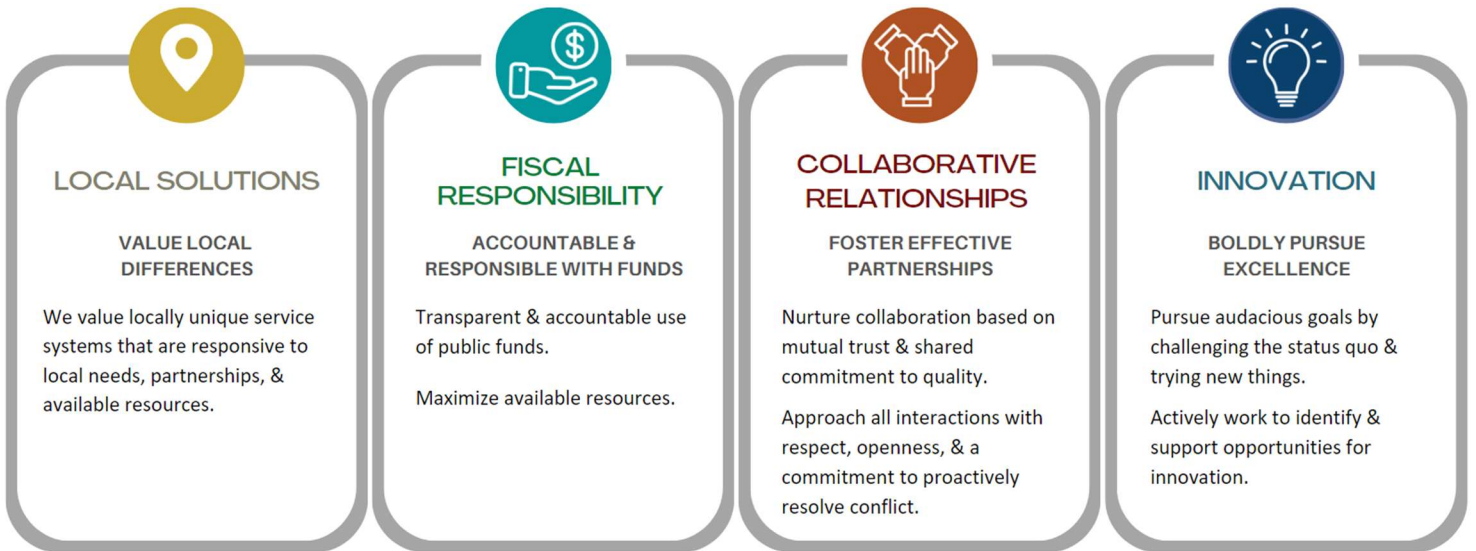 LOCAL SOLUTIONS
VALUE LOCAL
DIFFERENCES
We value locally unique service
systems that are responsive to
local needs, partnerships, &
available resources.
$
FISCAL
RESPONSIBILITY
ACCOUNTABLE &
RESPONSIBLE WITH FUNDS
Transparent & accountable use
of public funds.
Maximize available resources.
COLLABORATIVE
RELATIONSHIPS
FOSTER EFFECTIVE
PARTNERSHIPS
Nurture collaboration based on
mutual trust & shared
commitment to quality.
Approach all interactions with
respect, openness, & a
commitment to proactively
resolve conflict.
INNOVATION
BOLDLY PURSUE
EXCELLENCE
Pursue audacious goals by
challenging the status quo &
trying new things.
Actively work to identify &
support opportunities for
innovation.